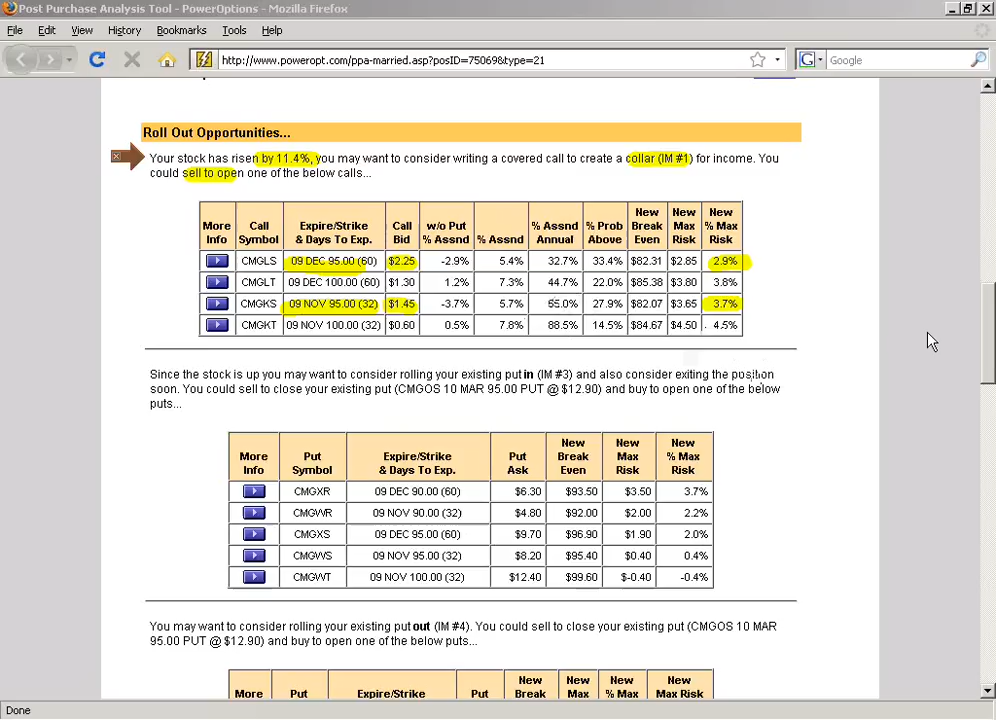 Post Purchase Analysis Tool - PowerOptions - Mozilla Firefox
File Edit View History Bookmarks Tools Help
http://www.poweropt.com/ppa-married.asp?posID=75069&type=21
Google
Roll Out Opportunities...
Your stock has risen by 11.4%, you may want to consider writing a covered call to create a collar (IM #1) for income. You
could sell to open one of the below calls...
More Info Call Symbol Expire/Strike & Days To Exp. Call Bid w/o Put % Assnd % Assnd % Assnd Annual % Prob Above New Break Even New Max Risk New % Max Risk
CMGLS 09 DEC 95.00 (60) $2.25 -2.9% 5.4% 32.7% 33.4% $82.31 $2.85 2.9%
CMGLT 09 DEC 100.00 (60) $1.30 1.2% 7.3% 44.7% 22.0% $85.38 $3.80 3.8%
CMGKS 09 NOV 95.00 (32) $1.45 -3.7% 5.7% 65.0% 27.9% $82.07 $3.65 3.7%
CMGKT 09 NOV 100.00 (32) $0.60 0.5% 7.8% 88.5% 14.5% $84.67 $4.50 4.5%
Since the stock is up you may want to consider rolling your existing put in (IM #3) and also consider exiting the position
soon. You could sell to close your existing put (CMGOS 10 MAR 95.00 PUT @ $12.90) and buy to open one of the below
puts...
More Info Put Symbol Expire/Strike & Days To Exp. Put Ask New Break Even New Max Risk New % Max Risk
CMGXR 09 DEC 90.00 (60) $6.30 $93.50 $3.50 3.7%
CMGWR 09 NOV 90.00 (32) $4.80 $92.00 $2.00 2.2%
CMGXS 09 DEC 95.00 (60) $9.70 $96.90 $1.90 2.0%
CMGWS 09 NOV 95.00 (32) $8.20 $95.40 $0.40 0.4%
CMGWT 09 NOV 100.00 (32) $12.40 $99.60 $-0.40 -0.4%
You may want to consider rolling your existing put out (IM #4). You could sell to close your existing put (CMGOS 10 MAR
95.00 PUT @ $12.90) and buy to open one of the below puts...
More Put Expire/Strike Put New Break New Max New % Max New Max Risk
Done